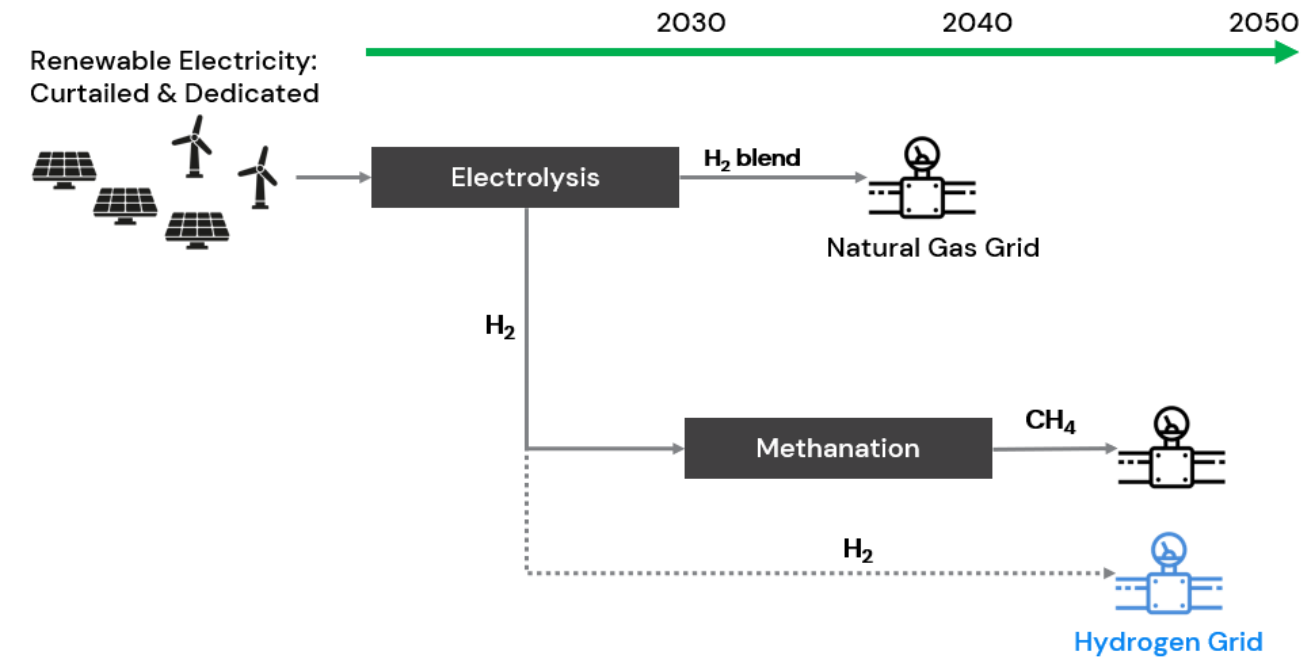 2030 2040 2050
Renewable Electricity:
Curtailed & Dedicated
Electrolysis
H₂ blend
Natural Gas Grid
H₂
Methanation
CH₄
H₂
Hydrogen Grid